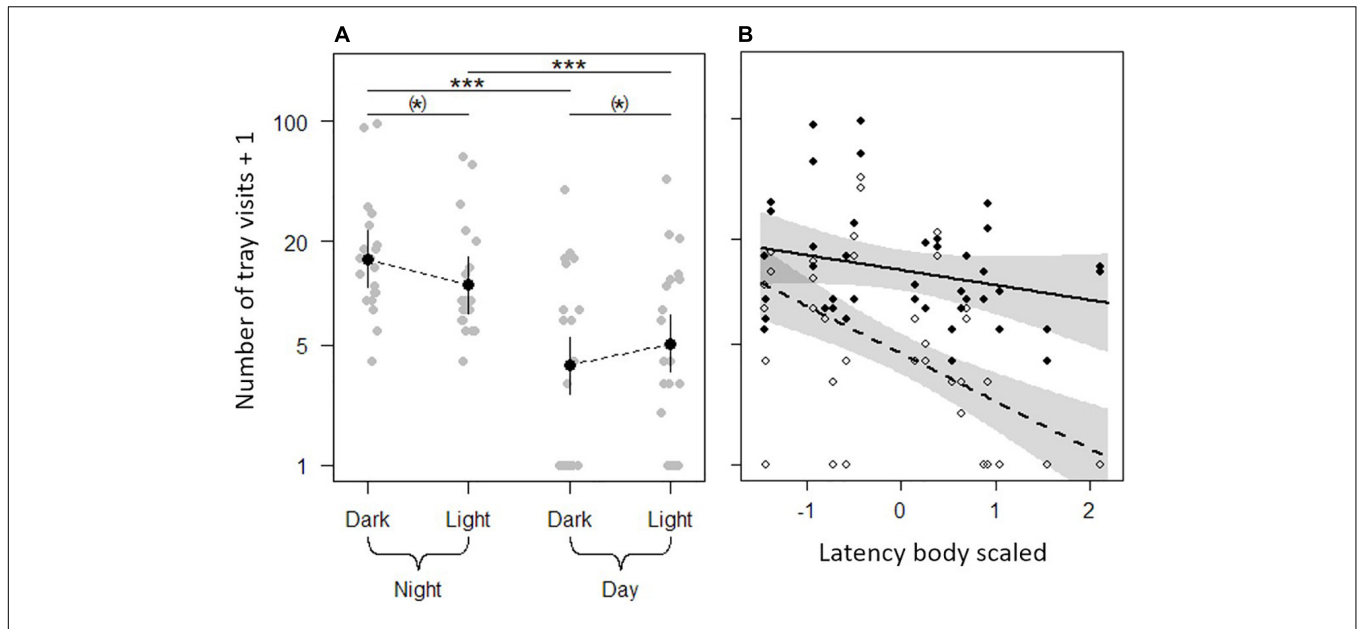 A
B
***
***
(*)
(*)
Number of tray visits + 1
100
20
5
1
Dark Light Dark Light
Night Day
-1 0 1 2
Latency body scaled